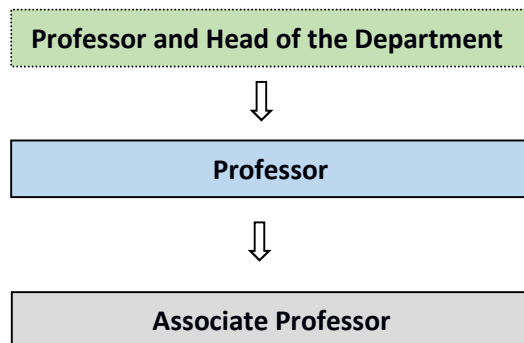 Professor and Head of the Department
Professor
Associate Professor